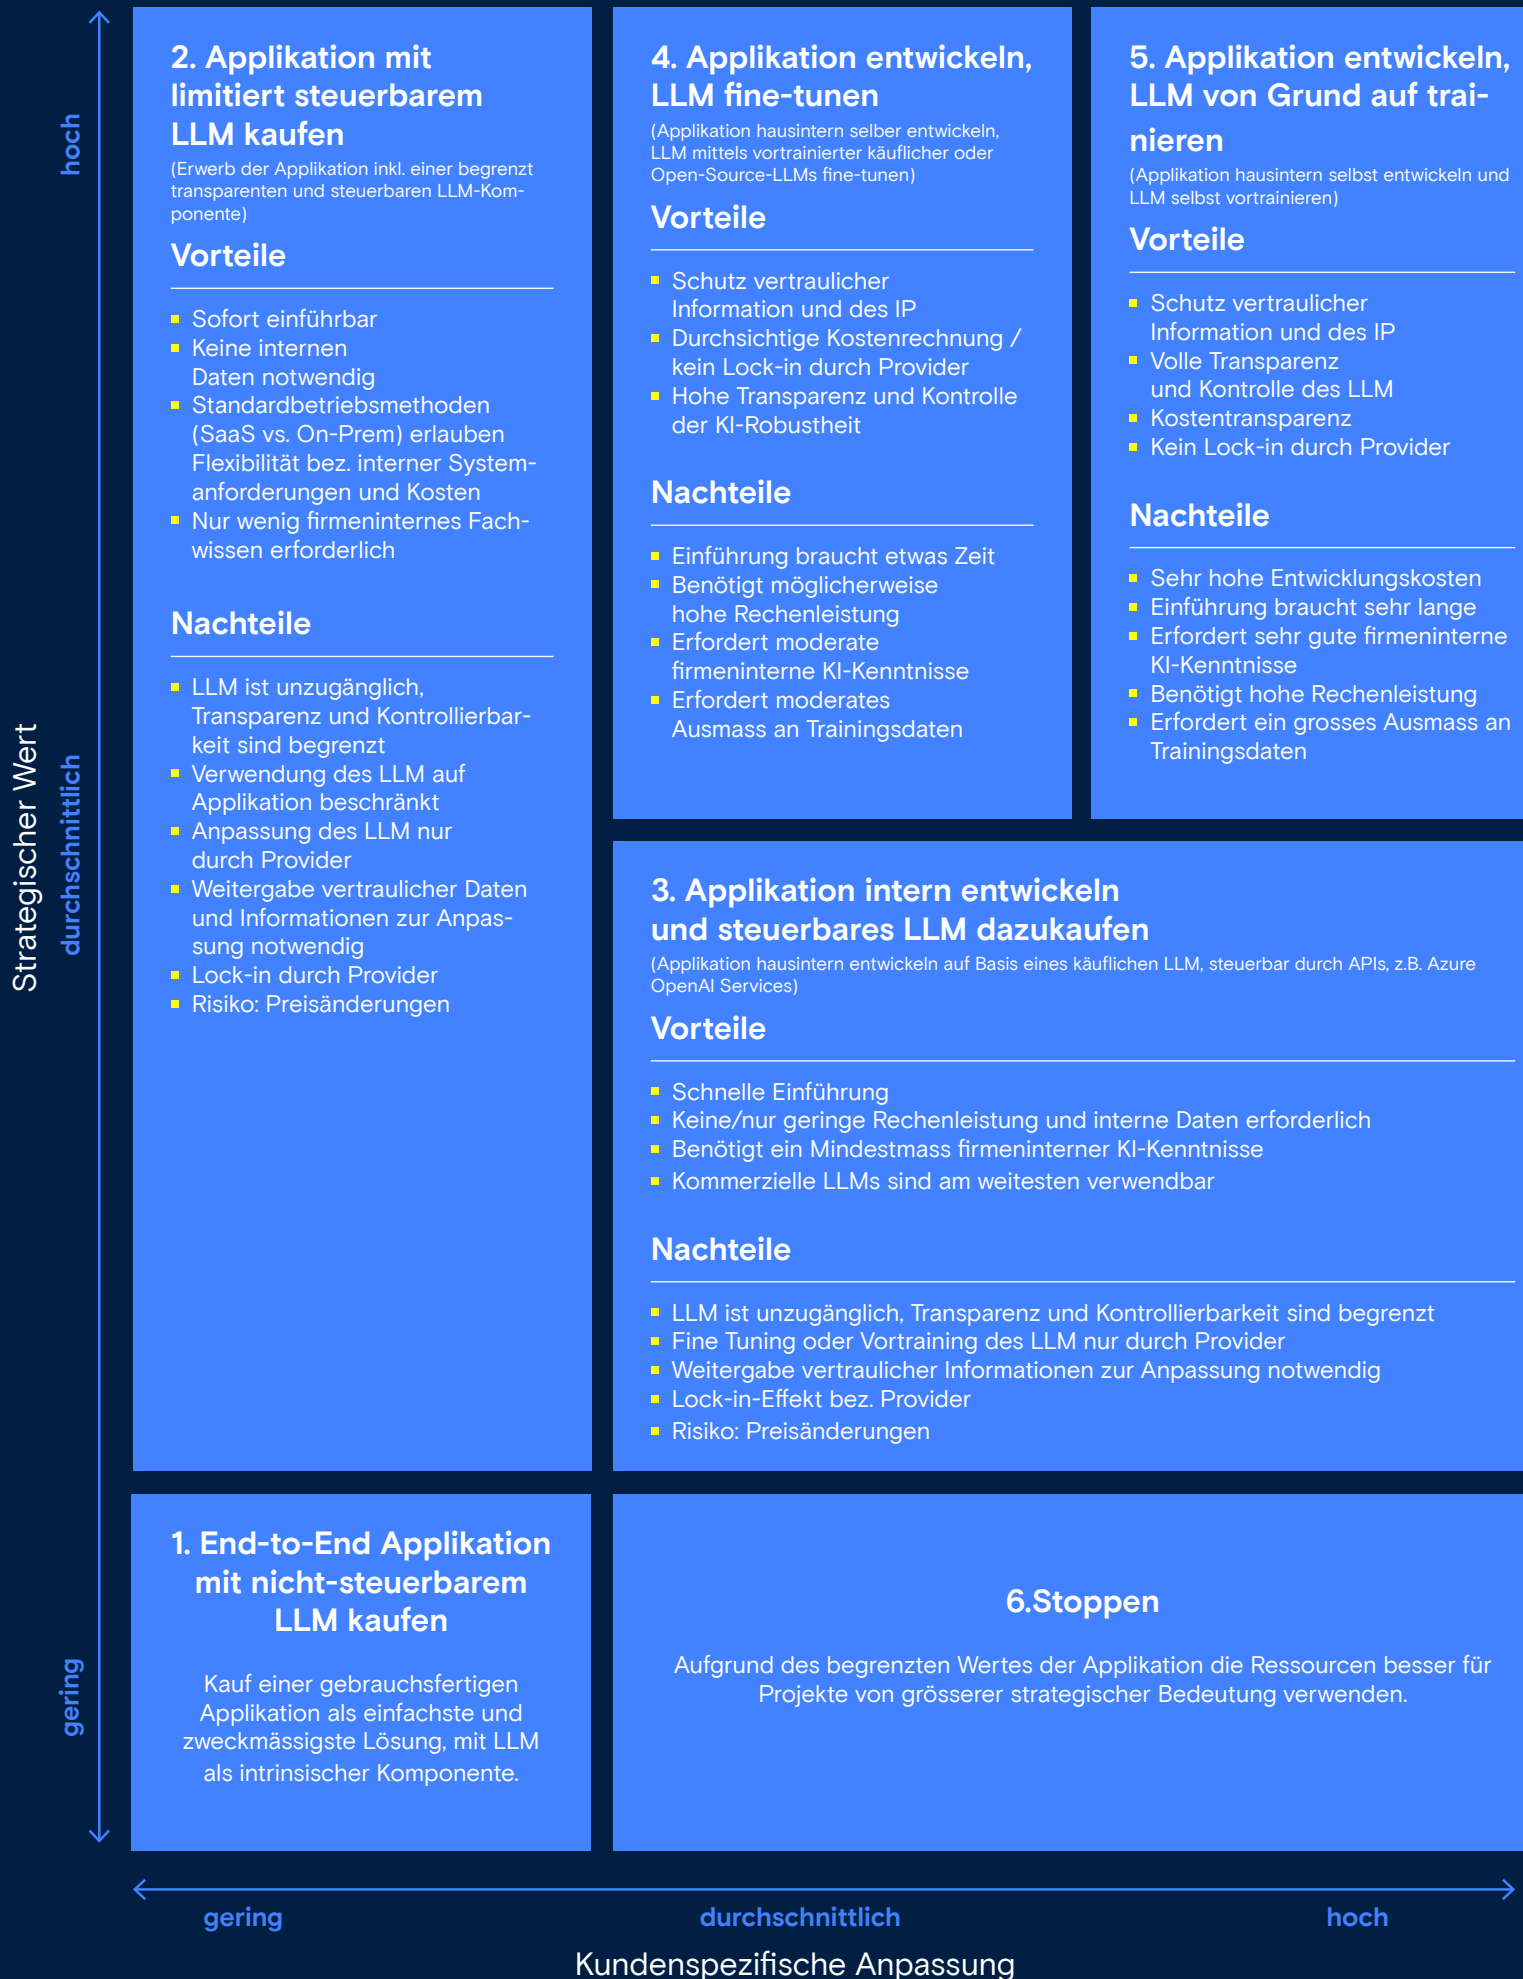 Strategischer Wert
hoch
durchschnittlich
gering
2. Applikation mit
limitiert steuerbarem
LLM kaufen
(Erwerb der Applikation inkl. einer begrenzt
transparenten und steuerbaren LLM-Kom-
ponente)
Vorteile
Sofort einführbar
Keine internen
Daten notwendig
Standardbetriebsmethoden
(SaaS vs. On-Prem) erlauben
Flexibilität bez. interner System-
anforderungen und Kosten
Nur wenig firmeninternes Fach-
wissen erforderlich
Nachteile
LLM ist unzugänglich,
Transparenz und Kontrollierbar-
keit sind begrenzt
Verwendung des LLM auf
Applikation beschränkt
Anpassung des LLM nur
durch Provider
Weitergabe vertraulicher Daten
und Informationen zur Anpas-
sung notwendig
Lock-in durch Provider
Risiko: Preisänderungen
4. Applikation entwickeln,
LLM fine-tunen
(Applikation hausintern selber entwickeln,
LLM mittels vortrainierter käuflicher oder
Open-Source-LLMs fine-tunen)
Vorteile
Schutz vertraulicher
Information und des IP
Durchsichtige Kostenrechnung /
kein Lock-in durch Provider
Hohe Transparenz und Kontrolle
der KI-Robustheit
Nachteile
Einführung braucht etwas Zeit
Benötigt möglicherweise
hohe Rechenleistung
Erfordert moderate
firmeninterne KI-Kenntnisse
Erfordert moderates
Ausmass an Trainingsdaten
5. Applikation entwickeln,
LLM von Grund auf trai-
nieren
(Applikation hausintern selbst entwickeln und
LLM selbst vortrainieren)
Vorteile
Schutz vertraulicher
Information und des IP
Volle Transparenz
und Kontrolle des LLM
Kostentransparenz
Kein Lock-in durch Provider
Nachteile
Sehr hohe Entwicklungskosten
Einführung braucht sehr lange
Erfordert sehr gute firmeninterne
KI-Kenntnisse
Benötigt hohe Rechenleistung
Erfordert ein grosses Ausmass an
Trainingsdaten
3. Applikation intern entwickeln
und steuerbares LLM dazukaufen
(Applikation hausintern entwickeln auf Basis eines käuflichen LLM, steuerbar durch APIs, z.B. Azure
OpenAI Services)
Vorteile
Schnelle Einführung
Keine/nur geringe Rechenleistung und interne Daten erforderlich
Benötigt ein Mindestmass firmeninterner KI-Kenntnisse
Kommerzielle LLMs sind am weitesten verwendbar
Nachteile
LLM ist unzugänglich, Transparenz und Kontrollierbarkeit sind begrenzt
Fine Tuning oder Vortraining des LLM nur durch Provider
Weitergabe vertraulicher Informationen zur Anpassung notwendig
Lock-in-Effekt bez. Provider
Risiko: Preisänderungen
1. End-to-End Applikation
mit nicht-steuerbarem
LLM kaufen
Kauf einer gebrauchsfertigen
Applikation als einfachste und
zweckmässigste Lösung, mit LLM
als intrinsischer Komponente.
6.Stoppen
Aufgrund des begrenzten Wertes der Applikation die Ressourcen besser für
Projekte von grösserer strategischer Bedeutung verwenden.
gering
durchschnittlich
hoch
Kundenspezifische Anpassung